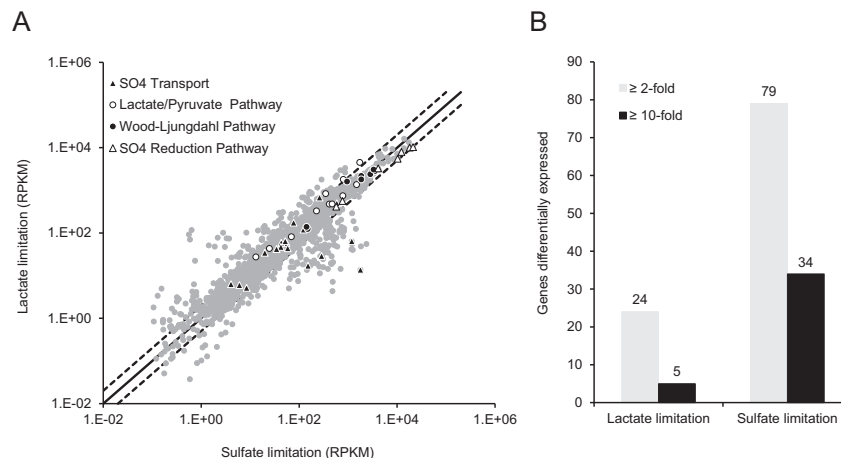 A
1.E+06
1.E+04
1.E+02
1.E+00
1.E-02
Lactate limitation (RPKM)
SO4 Transport
Lactate/Pyruvate Pathway
Wood-Ljungdahl Pathway
SO4 Reduction Pathway
1.E-02 1.E+00 1.E+02 1.E+04 1.E+06
Sulfate limitation (RPKM)
B
90
80
70
60
50
40
30
20
10
0
Genes differentially expressed
≥ 2-fold
≥ 10-fold
24
5
79
34
Lactate limitation Sulfate limitation